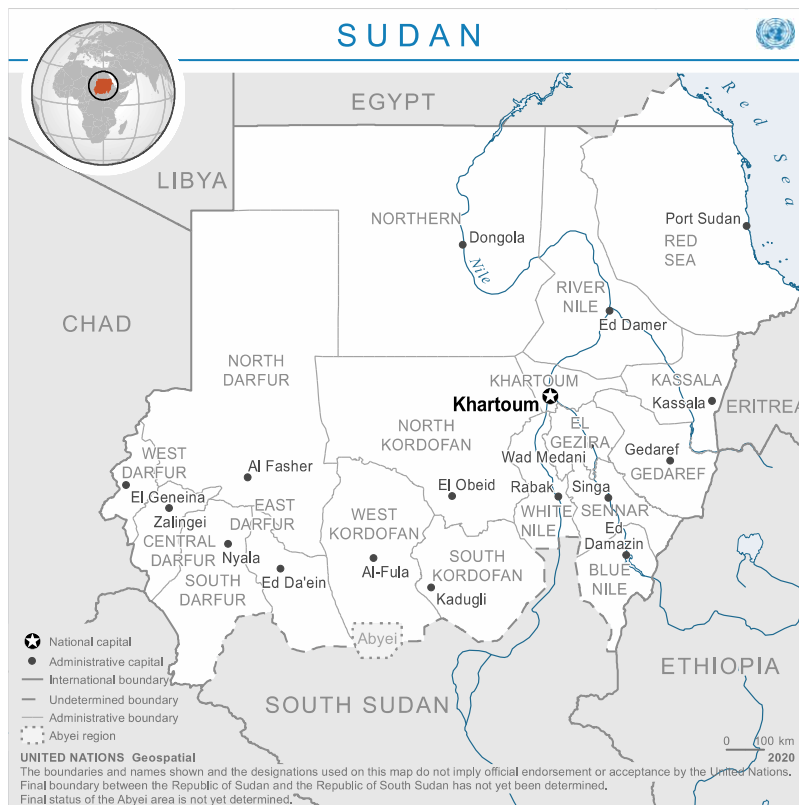 SUDAN
EGYPT
Red Sea
LIBYA
NORTHERN
Port Sudan
Dongola
RED
SEA
Nile
RIVER
NILE
CHAD
Ed Damer
NORTH
DARFUR
KHARTOUM
KASSALA
Khartoum
Kassala
ERITREA
NORTH
KORDOFAN
EL
GEZIRA
WEST
DARFUR
Wad Medani
Gedaref
Al Fasher
GEDAREF
El Obeid
Rabak
Singa
El Geneina
EAST
DARFUR
WEST
KORDOFAN
WHITE
NILE
SENNAR
Zalingei
Ed
Damazin
CENTRAL
DARFUR
Nyala
Al-Fula
SOUTH
KORDOFAN
Ed Da'ein
BLUE
NILE
SOUTH
DARFUR
Kadugli
Abyei
ETHIOPIA
SOUTH SUDAN
National capital
Administrative capital
International boundary
Undetermined boundary
Administrative boundary
Abyei region
0 100 km
UNITED NATIONS Geospatial
2020
The boundaries and names shown and the designations used on this map do not imply official endorsement or acceptance by the United Nations.
Final boundary between the Republic of Sudan and the Republic of South Sudan has not yet been determined.
Final status of the Abyei area is not yet determined.